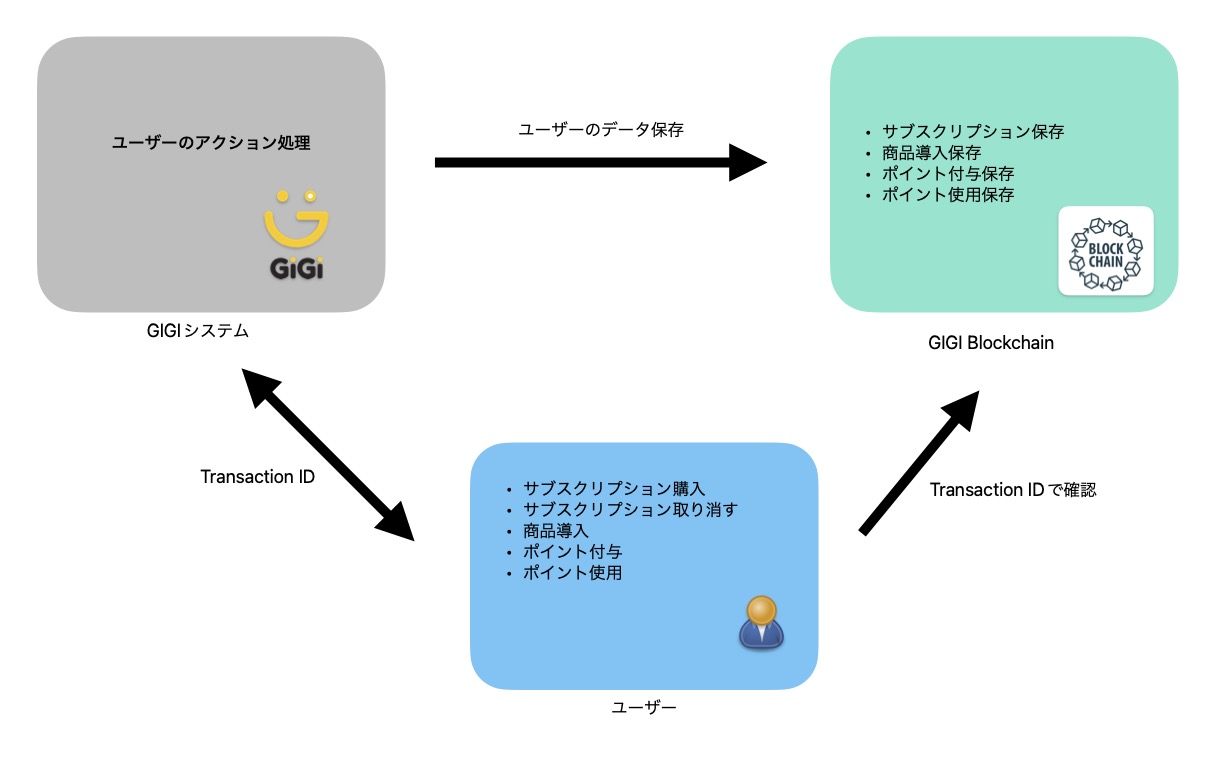 ユーザーのアクション処理
GiGi
GIGIシステム
ユーザーのデータ保存
• サブスクリプション保存
• 商品導入保存
• ポイント付与保存
• ポイント使用保存
BLOCK
CHAIN
GIGI Blockchain
Transaction ID
• サブスクリプション購入
• サブスクリプション取り消す
• 商品導入
• ポイント付与
• ポイント使用
ユーザー
Transaction IDで確認